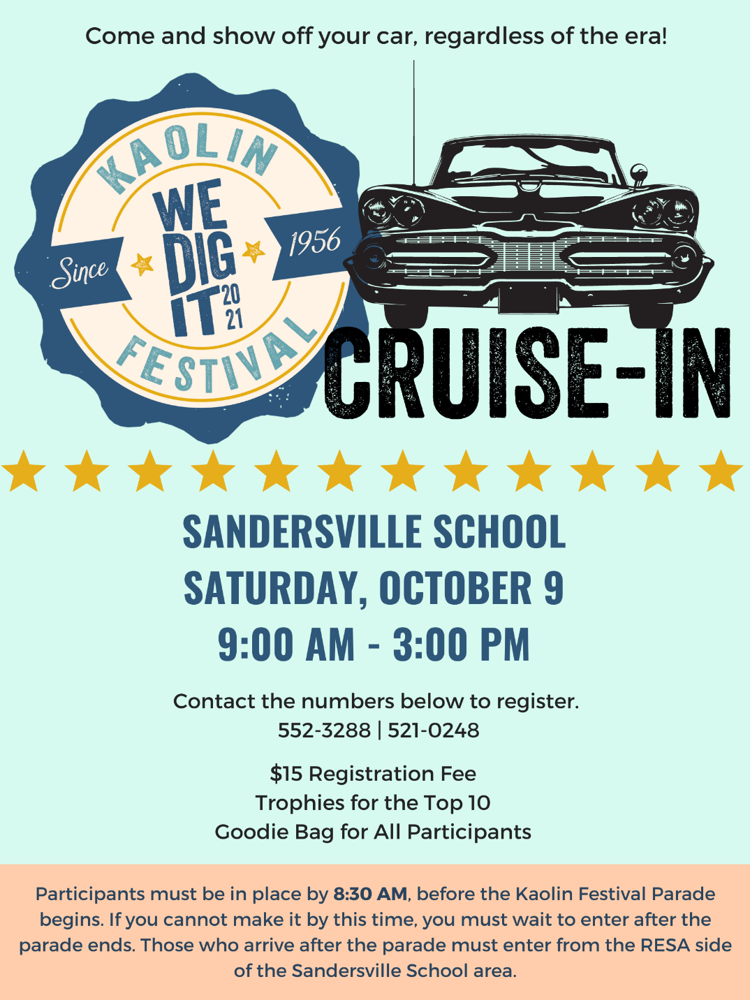 Come and show off your car, regardless of the era!
KAOLIN
WE
DIG
IT
20
21
Since
1956
FESTIVAL
CRUISE-IN
SANDERSVILLE SCHOOL
SATURDAY, OCTOBER 9
9:00 AM - 3:00 PM
Contact the numbers below to register.
552-3288 | 521-0248
$15 Registration Fee
Trophies for the Top 10
Goodie Bag for All Participants
Participants must be in place by 8:30 AM, before the Kaolin Festival Parade
begins. If you cannot make it by this time, you must wait to enter after the
parade ends. Those who arrive after the parade must enter from the RESA side
of the Sandersville School area.